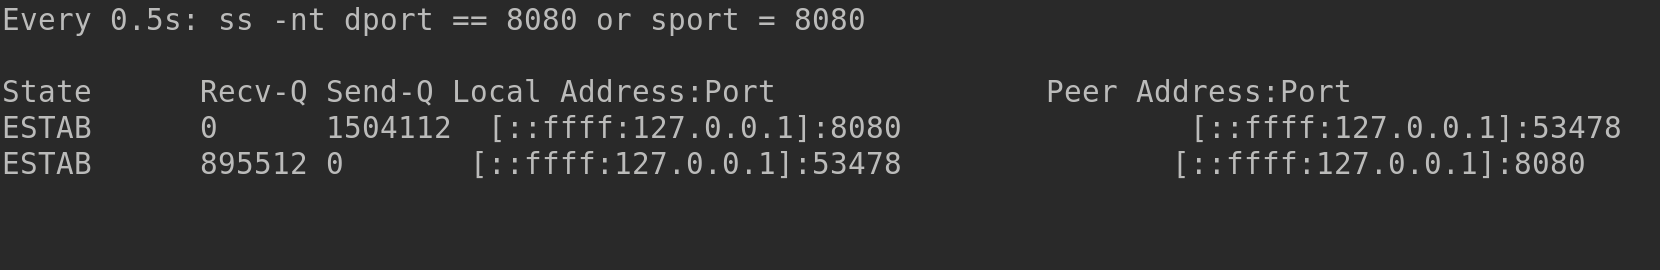 Every 0.5s: ss -nt dport == 8080 or sport = 8080
State Recv-Q Send-Q Local Address:Port Peer Address:Port
ESTAB 0 1504112 [::ffff:127.0.0.1]:8080 [::ffff:127.0.0.1]:53478
ESTAB 895512 0 [::ffff:127.0.0.1]:53478 [::ffff:127.0.0.1]:8080